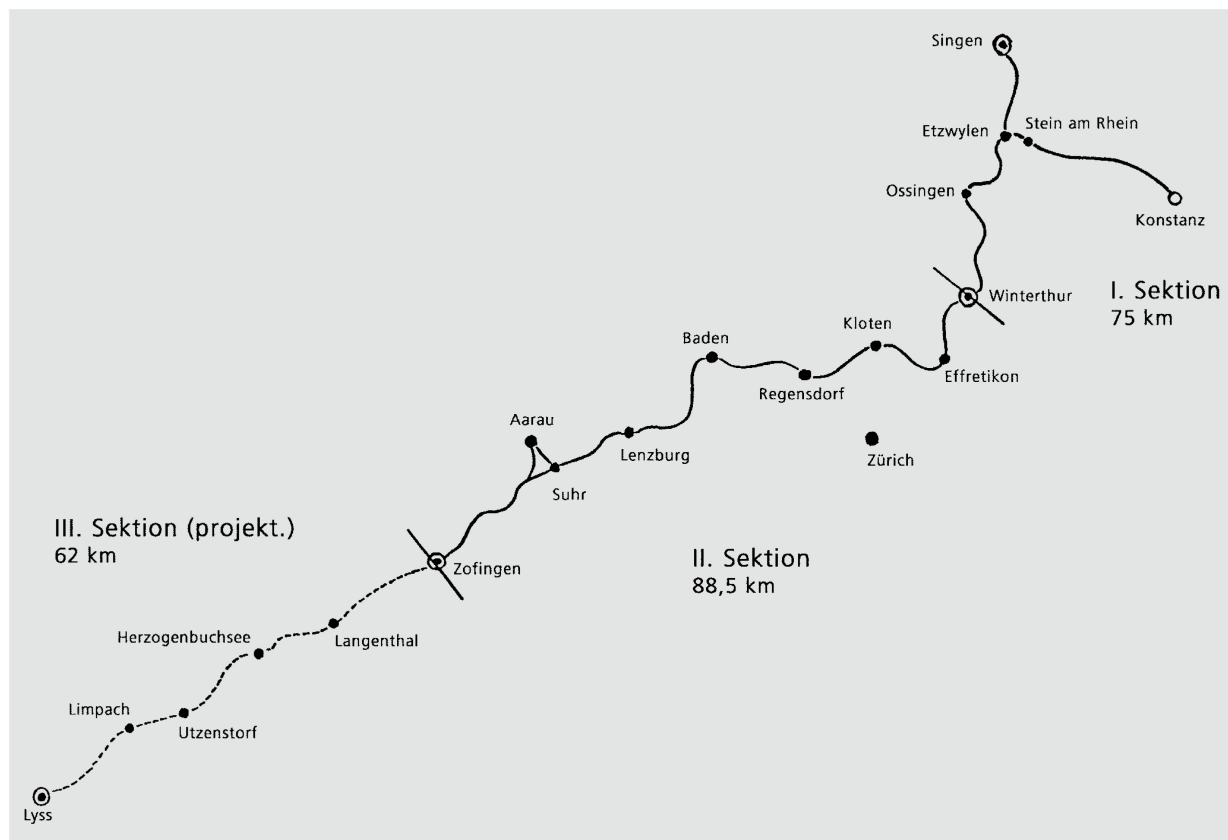 Singen
Etzwylen
Stein am Rhein
Ossingen
Konstanz
Winterthur
I. Sektion
75 km
Kloten
Baden
Effretikon
Regensdorf
Aarau
Lenzburg
Zürich
Suhr
III. Sektion (projekt.)
62 km
II. Sektion
88,5 km
Zofingen
Herzogenbuchsee
Langenthal
Limpach
Utzenstorf
Lyss